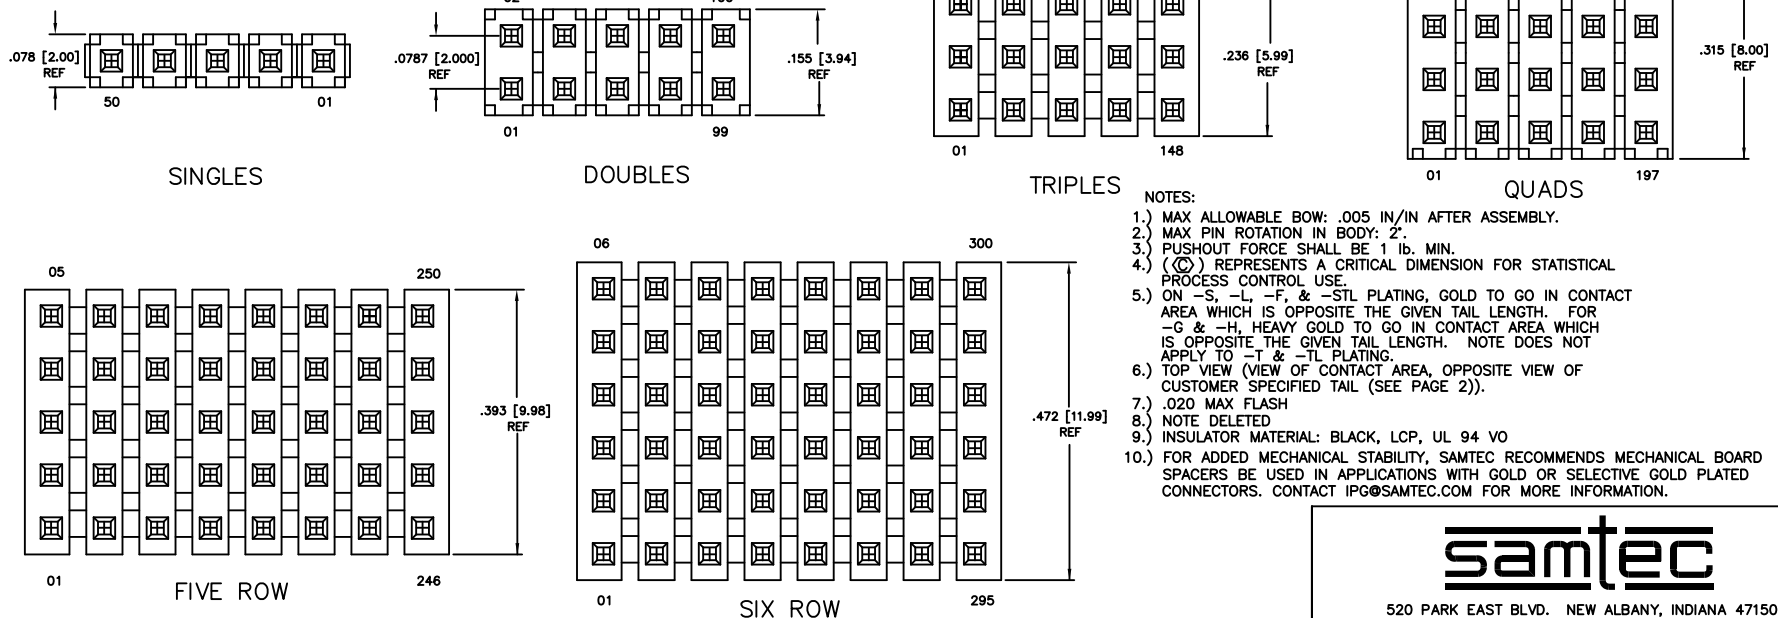 .078 [2.00]
REF
50
01
SINGLES
.0787 [2.000]
REF
.155 [3.94]
REF
01
99
DOUBLES
.236 [5.99]
REF
01
148
TRIPLES
.315 [8.00]
REF
01
197
QUADS
05
250
.393 [9.98]
REF
01
246
FIVE ROW
06
300
.472 [11.99]
REF
01
295
SIX ROW
NOTES:
1.) MAX ALLOWABLE BOW: .005 IN/IN AFTER ASSEMBLY.
2.) MAX PIN ROTATION IN BODY: 2°.
3.) PUSHOUT FORCE SHALL BE 1 lb. MIN.
4.) (C) REPRESENTS A CRITICAL DIMENSION FOR STATISTICAL
PROCESS CONTROL USE.
5.) ON -S, -L, -F, & -STL PLATING, GOLD TO GO IN CONTACT
AREA WHICH IS OPPOSITE THE GIVEN TAIL LENGTH. FOR
-G & -H, HEAVY GOLD TO GO IN CONTACT AREA WHICH
IS OPPOSITE THE GIVEN TAIL LENGTH. NOTE DOES NOT
APPLY TO -T & -TL PLATING.
6.) TOP VIEW (VIEW OF CONTACT AREA, OPPOSITE VIEW OF
CUSTOMER SPECIFIED TAIL (SEE PAGE 2)).
7.) .020 MAX FLASH
8.) NOTE DELETED
9.) INSULATOR MATERIAL: BLACK, LCP, UL 94 VO
10.) FOR ADDED MECHANICAL STABILITY, SAMTEC RECOMMENDS MECHANICAL BOARD
SPACERS BE USED IN APPLICATIONS WITH GOLD OR SELECTIVE GOLD PLATED
CONNECTORS. CONTACT IPG@SAMTEC.COM FOR MORE INFORMATION.
samtec
520 PARK EAST BLVD. NEW ALBANY, INDIANA 47150